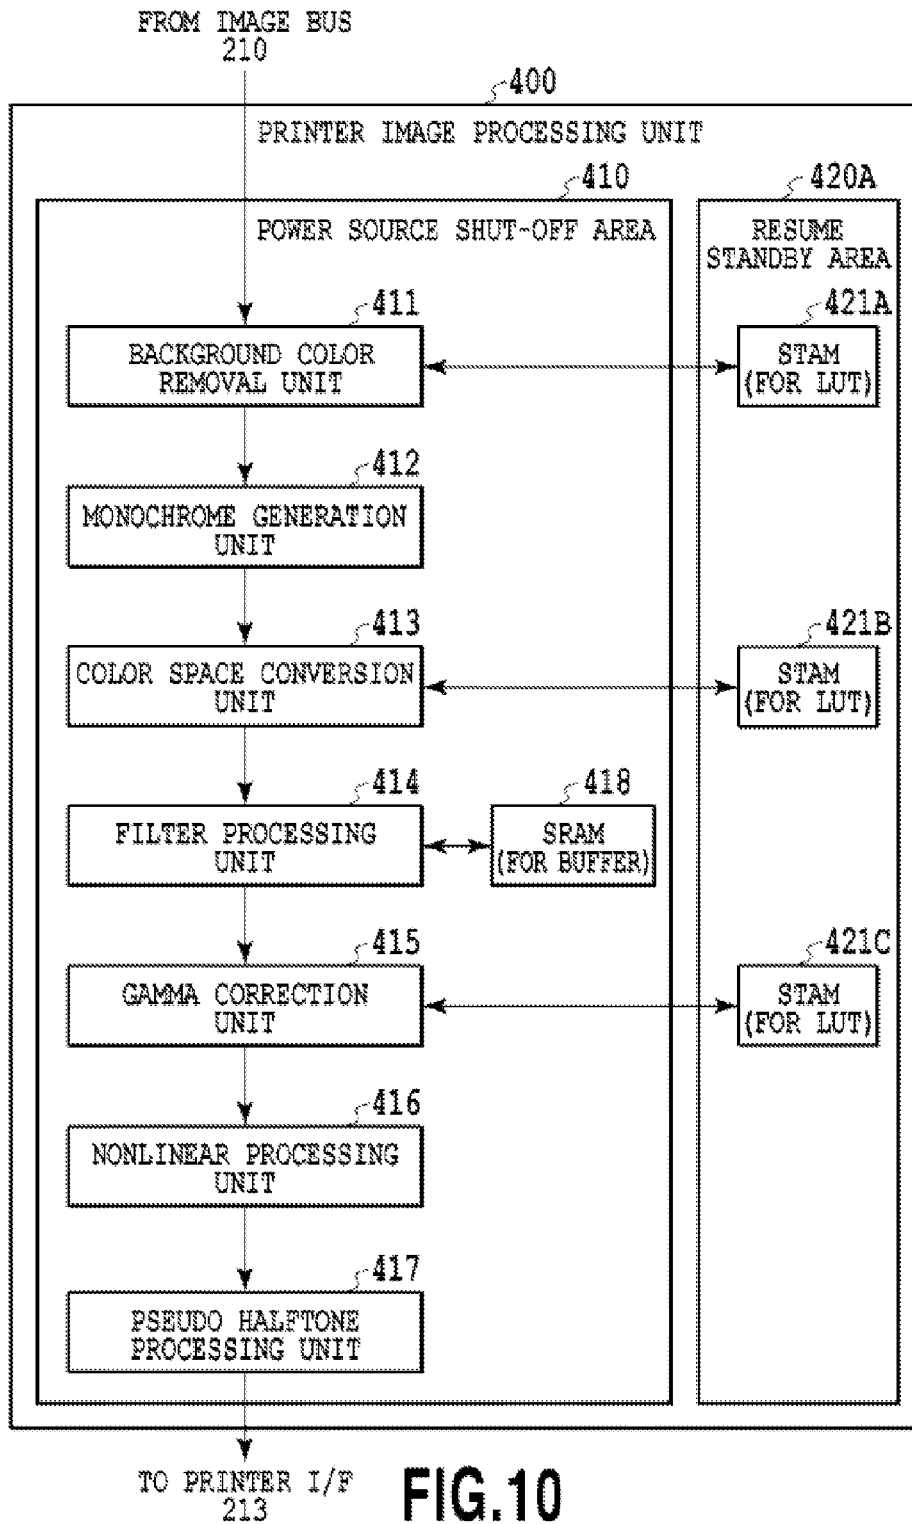 FROM IMAGE BUS
210
400
PRINTER IMAGE PROCESSING UNIT
410
420A
POWER SOURCE SHUT-OFF AREA
RESUME
STANDBY AREA
411
421A
BACKGROUND COLOR
REMOVAL UNIT
STAM
(FOR LUT)
412
MONOCHROME GENERATION
UNIT
413
421B
COLOR SPACE CONVERSION
UNIT
STAM
(FOR LUT)
414
418
FILTER PROCESSING
UNIT
SRAM
(FOR BUFFER)
415
421C
GAMMA CORRECTION
UNIT
STAM
(FOR LUT)
416
NONLINEAR PROCESSING
UNIT
417
PSEUDO HALFTONE
PROCESSING UNIT
TO PRINTER I/F
213
FIG.10